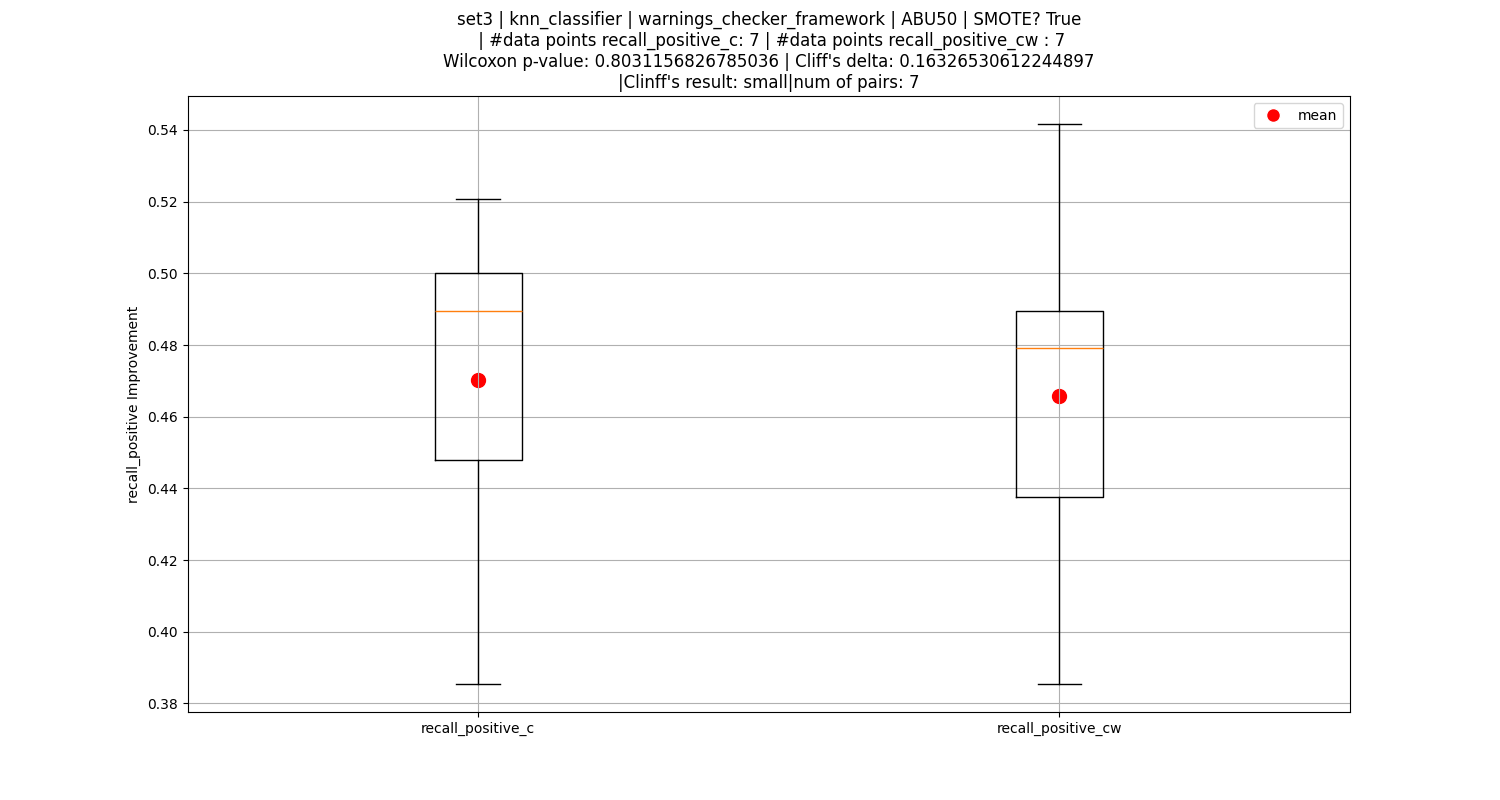 set3 | knn_classifier | warnings_checker_framework | ABU50 | SMOTE? True
| #data points recall_positive_c: 7 | #data points recall_positive_cw : 7
Wilcoxon p-value: 0.8031156826785036 | Cliff's delta: 0.16326530612244897
|Clinff's result: small|num of pairs: 7
mean
0.54
0.52
0.50
0.48
0.46
0.44
0.42
0.40
0.38
recall_positive Improvement
recall_positive_c
recall_positive_cw